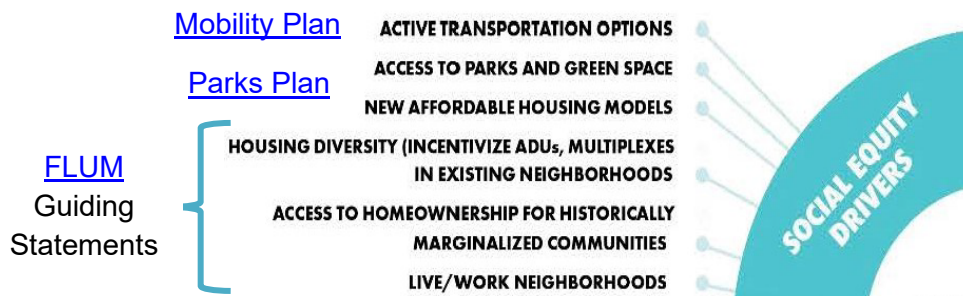 Mobility Plan
ACTIVE TRANSPORTATION OPTIONS
Parks Plan
ACCESS TO PARKS AND GREEN SPACE
NEW AFFORDABLE HOUSING MODELS
FLUM
Guiding
Statements
HOUSING DIVERSITY (INCENTIVIZE ADUs, MULTIPLEXES
IN EXISTING NEIGHBORHOODS
ACCESS TO HOMEOWNERSHIP FOR HISTORICALLY
MARGINALIZED COMMUNITIES
LIVE/WORK NEIGHBORHOODS
SOCIAL EQUITY
DRIVERS